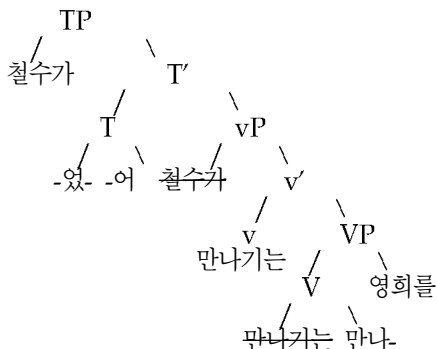 TP
철수가 T′
T vP
-었- -어 철수가 v′
v VP
만나기는 V 영희를
만나기는 만나-